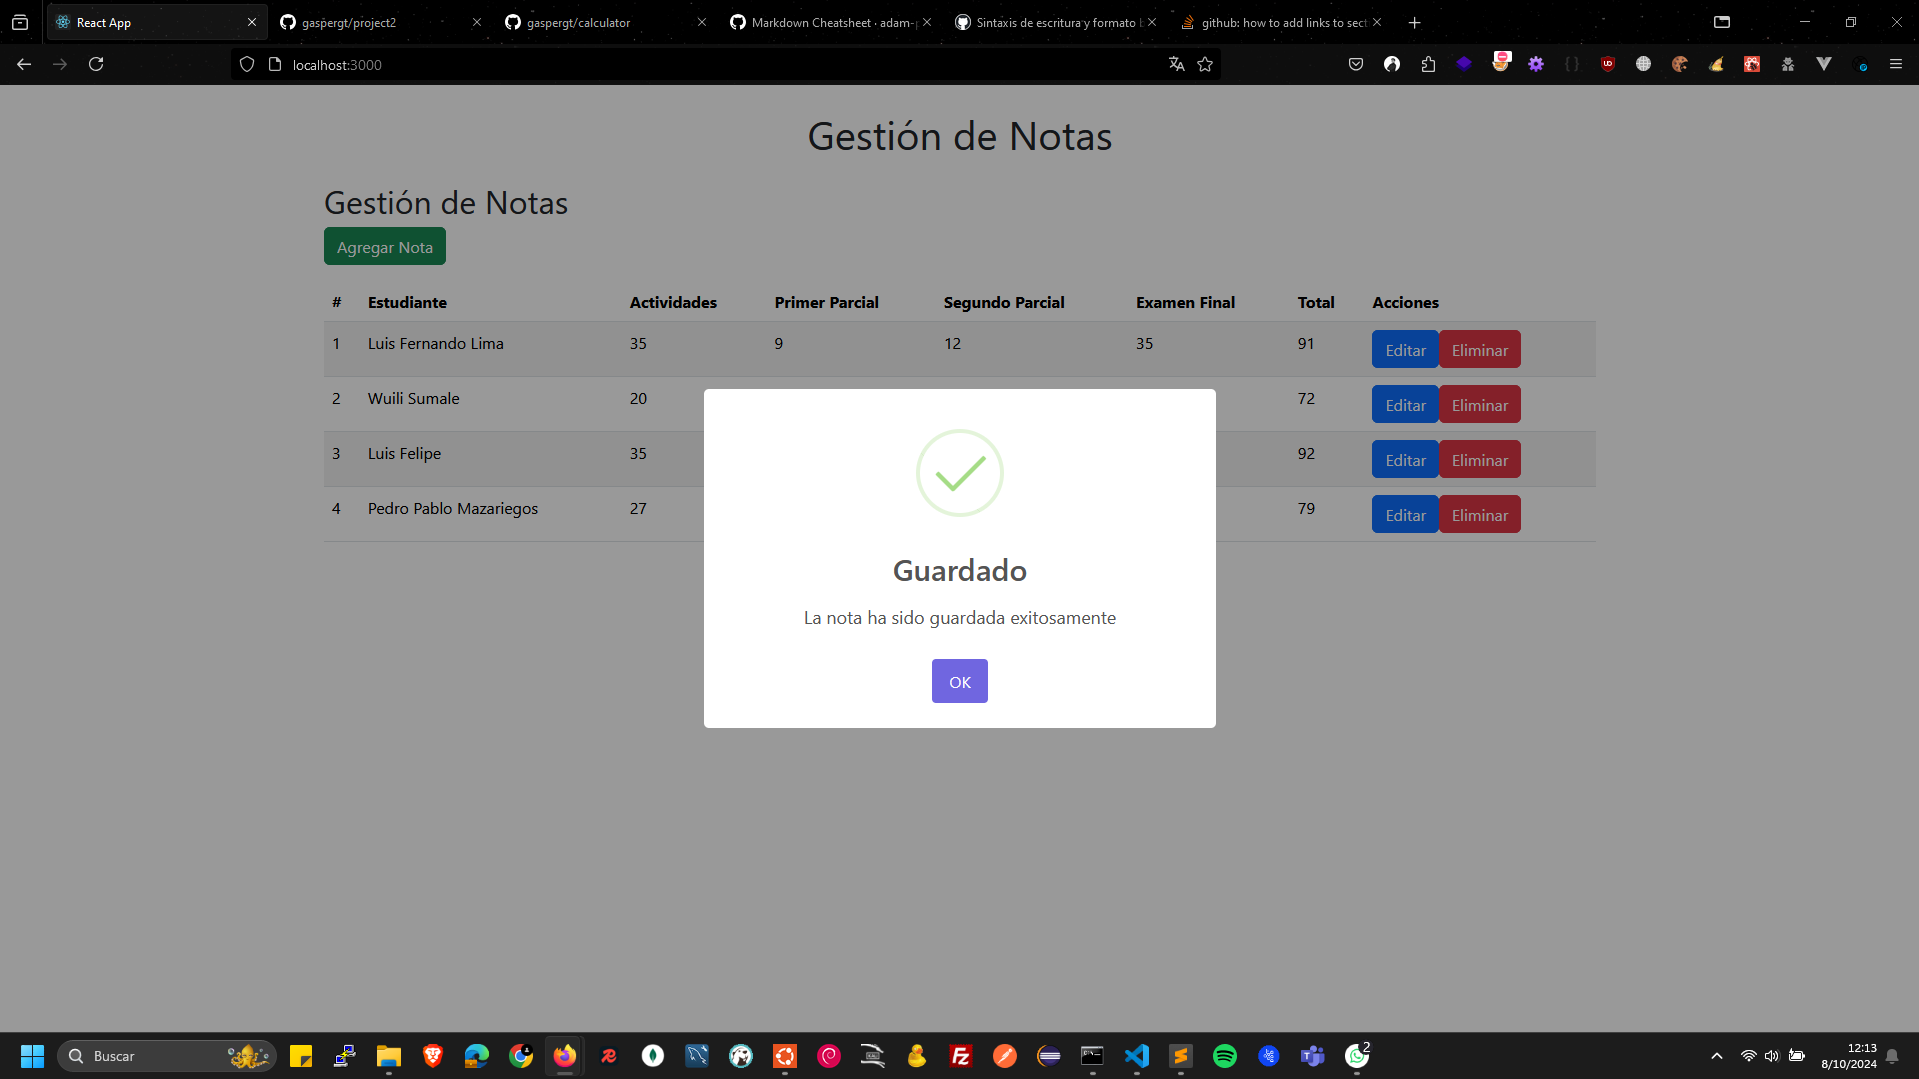 React App
gaspergt/project2
gaspergt/calculator
Markdown Cheatsheet · adam-p
Sintaxis de escritura y formato b
github: how to add links to sect
localhost:3000
Gestión de Notas
Gestión de Notas
Agregar Nota
# Estudiante Actividades Primer Parcial Segundo Parcial Examen Final Total Acciones
1 Luis Fernando Lima 35 9 12 35 91 Editar Eliminar
2 Wuili Sumale 20 72 Editar Eliminar
3 Luis Felipe 35 92 Editar Eliminar
4 Pedro Pablo Mazariegos 27 79 Editar Eliminar
Guardado
La nota ha sido guardada exitosamente
OK
Buscar
2
12:13
8/10/2024